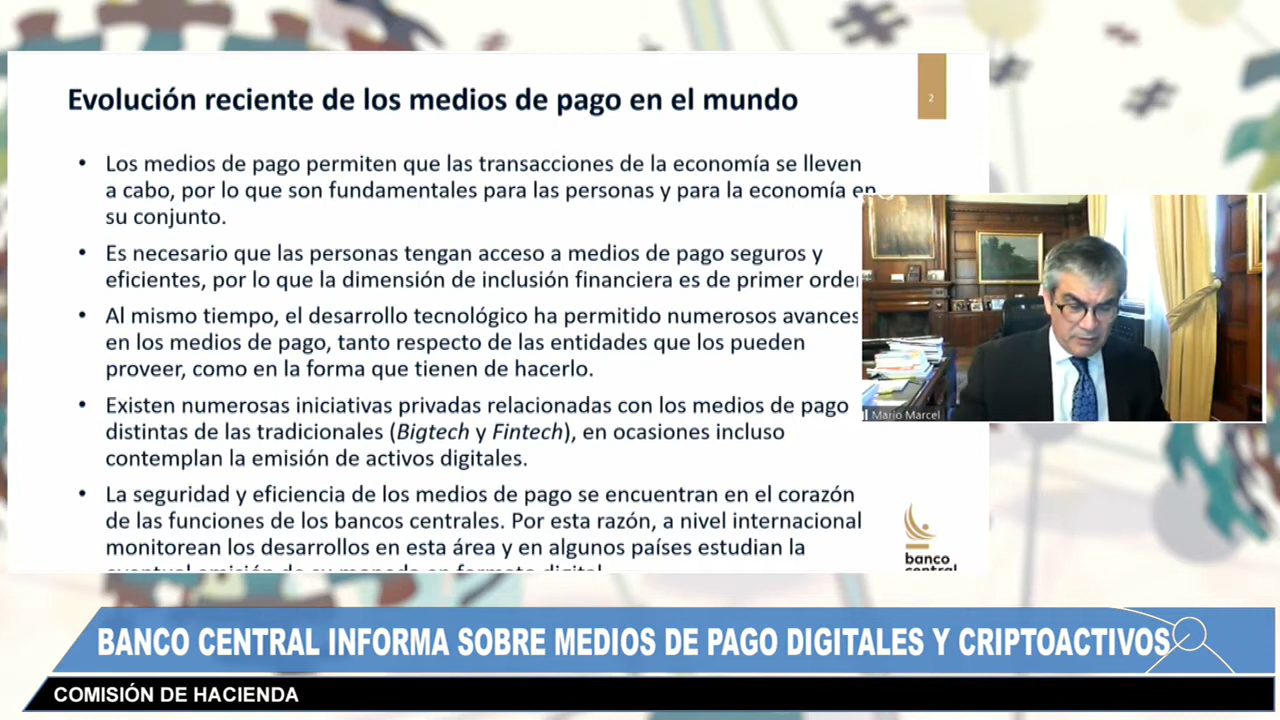 Evolución reciente de los medios de pago en el mundo
2
• Los medios de pago permiten que las transacciones de la economía se lleven
a cabo, por lo que son fundamentales para las personas y para la economía en
su conjunto.
• Es necesario que las personas tengan acceso a medios de pago seguros y
eficientes, por lo que la dimensión de inclusión financiera es de primer orden
• Al mismo tiempo, el desarrollo tecnológico ha permitido numerosos avances
en los medios de pago, tanto respecto de las entidades que los pueden
proveer, como en la forma que tienen de hacerlo.
• Existen numerosas iniciativas privadas relacionadas con los medios de pago
distintas de las tradicionales (Bigtech y Fintech), en ocasiones incluso
contemplan la emisión de activos digitales.
• La seguridad y eficiencia de los medios de pago se encuentran en el corazón
de las funciones de los bancos centrales. Por esta razón, a nivel internacional
monitorean los desarrollos en esta área y en algunos países estudian la
banco
central
Mario Marcel
BANCO CENTRAL INFORMA SOBRE MEDIOS DE PAGO DIGITALES Y CRIPTOACTIVOS
COMISIÓN DE HACIENDA